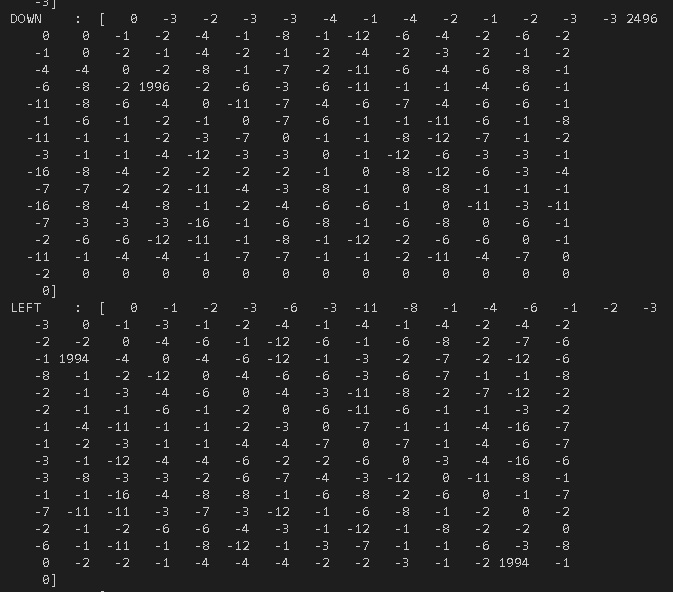 -3]
DOWN : [ 0 -3 -2 -3 -3 -4 -1 -4 -2 -1 -2 -3 -3 2496
0 0 -1 -2 -4 -1 -8 -1 -12 -6 -4 -2 -6 -2
-1 0 -2 -1 -4 -2 -1 -2 -4 -2 -3 -2 -1 -2
-4 -4 0 -2 -8 -1 -7 -2 -11 -6 -4 -6 -8 -1
-6 -8 -2 1996 -2 -6 -3 -6 -11 -1 -1 -4 -6 -1
-11 -8 -6 -4 0 -11 -7 -4 -6 -7 -4 -6 -6 -1
-1 -6 -1 -2 -1 0 -7 -6 -1 -1 -11 -6 -1 -8
-11 -1 -1 -2 -3 -7 0 -1 -1 -8 -12 -7 -1 -2
-3 -1 -1 -4 -12 -3 -3 0 -1 -12 -6 -3 -3 -1
-16 -8 -4 -2 -2 -2 -2 -1 0 -8 -12 -6 -3 -4
-7 -7 -2 -2 -11 -4 -3 -8 -1 0 -8 -1 -1 -1
-16 -8 -4 -8 -1 -2 -4 -6 -6 -1 0 -11 -3 -11
-7 -3 -3 -3 -16 -1 -6 -8 -1 -6 -8 0 -6 -1
-2 -6 -6 -12 -11 -1 -8 -1 -12 -2 -6 -6 0 -1
-11 -1 -4 -4 -1 -7 -7 -1 -1 -2 -11 -4 -7 0
-2 0 0 0 0 0 0 0 0 0 0 0 0 0
0]
LEFT : [ 0 -1 -2 -3 -6 -3 -11 -8 -1 -4 -6 -1 -2 -3
-3 0 -1 -3 -1 -2 -4 -1 -4 -1 -4 -2 -4 -2
-2 -2 0 -4 -6 -1 -12 -6 -1 -6 -8 -2 -7 -6
-1 1994 -4 0 -4 -6 -12 -1 -3 -2 -7 -2 -12 -6
-8 -1 -2 -12 0 -4 -6 -6 -3 -6 -7 -1 -1 -8
-2 -1 -3 -4 -6 0 -4 -3 -11 -8 -2 -7 -12 -2
-2 -1 -1 -6 -1 -2 0 -6 -11 -6 -1 -1 -3 -2
-1 -4 -11 -1 -1 -2 -3 0 -7 -1 -1 -4 -16 -7
-1 -2 -3 -1 -1 -4 -4 -7 0 -7 -1 -4 -6 -7
-3 -1 -12 -4 -4 -6 -2 -2 -6 0 -3 -4 -16 -6
-3 -8 -3 -3 -2 -6 -7 -4 -3 -12 0 -11 -8 -1
-1 -1 -16 -4 -8 -8 -1 -6 -8 -2 -6 0 -1 -7
-7 -11 -11 -3 -7 -3 -12 -1 -6 -8 -1 -2 0 -2
-2 -1 -2 -6 -6 -4 -3 -1 -12 -1 -8 -2 -2 0
-6 -1 -11 -1 -8 -12 -1 -3 -7 -1 -1 -6 -3 -8
0 -2 -2 -1 -4 -4 -4 -2 -2 -3 -1 -2 1994 -1
0]